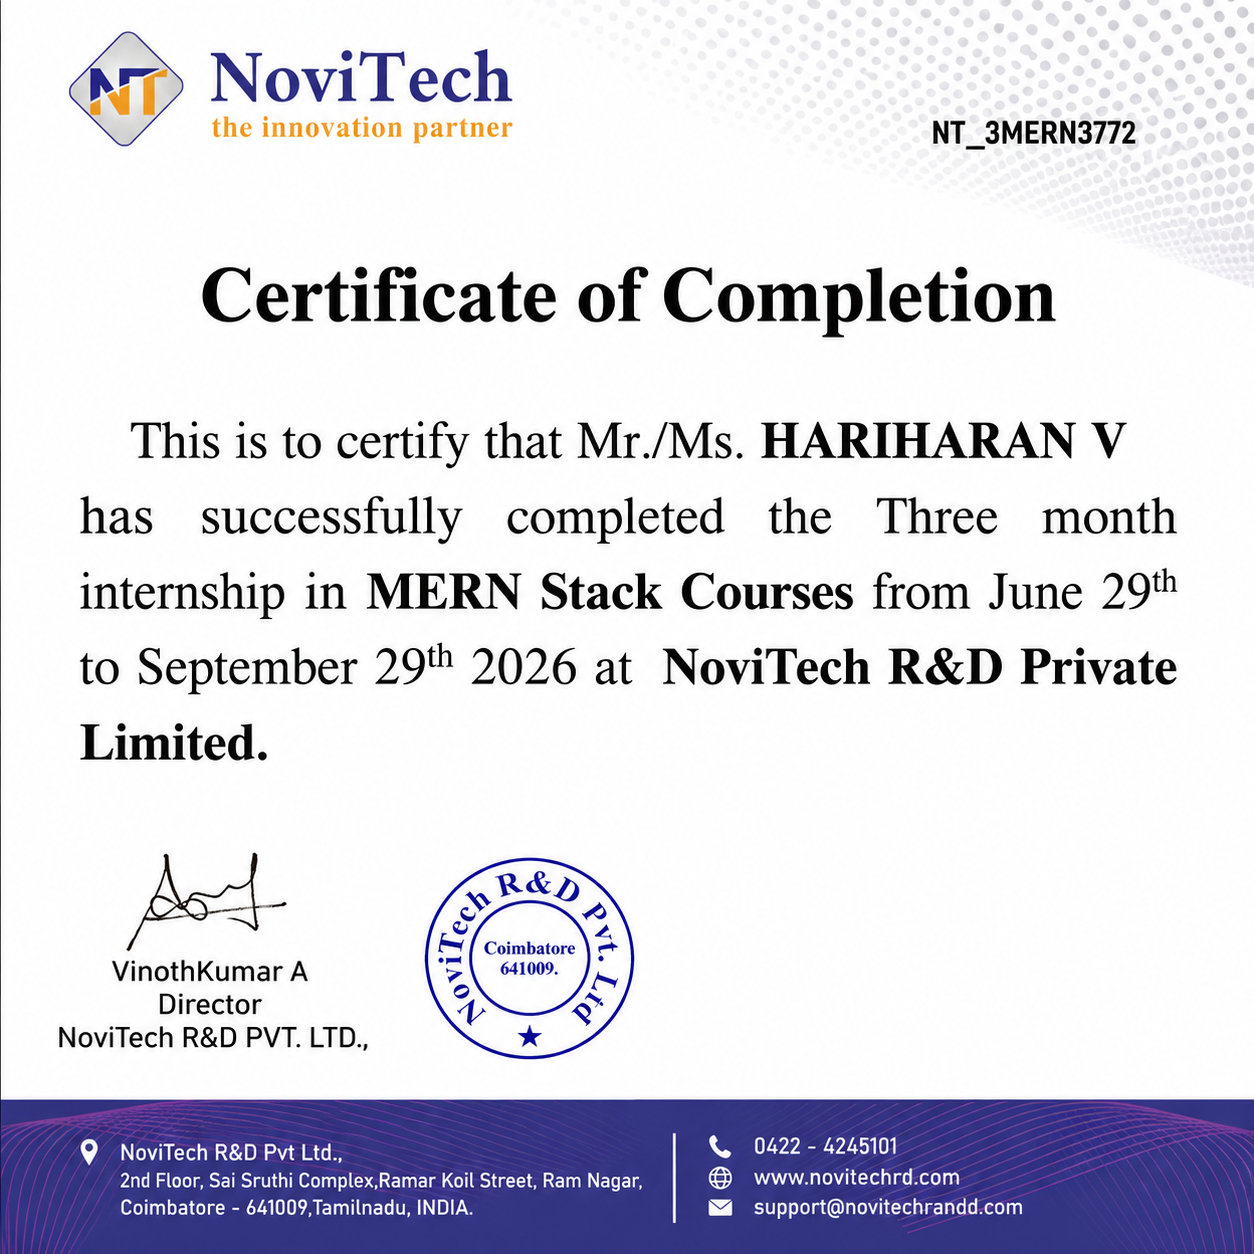 NT
NoviTech
the innovation partner
NT_3MERN3772
Certificate of Completion
This is to certify that Mr./Ms. HARIHARAN V
has successfully completed the Three month
internship in MERN Stack Courses from June 29th
to September 29th 2026 at NoviTech R&D Private
Limited.
VinothKumar A
Director
NoviTech R&D PVT. LTD.,
NoviTech R&D Pvt. Ltd
Coimbatore
641009.
NoviTech R&D Pvt Ltd.,
2nd Floor, Sai Sruthi Complex,Ramar Koil Street, Ram Nagar,
Coimbatore - 641009,Tamilnadu, INDIA.
0422 - 4245101
www.novitechrd.com
support@novitechrandd.com